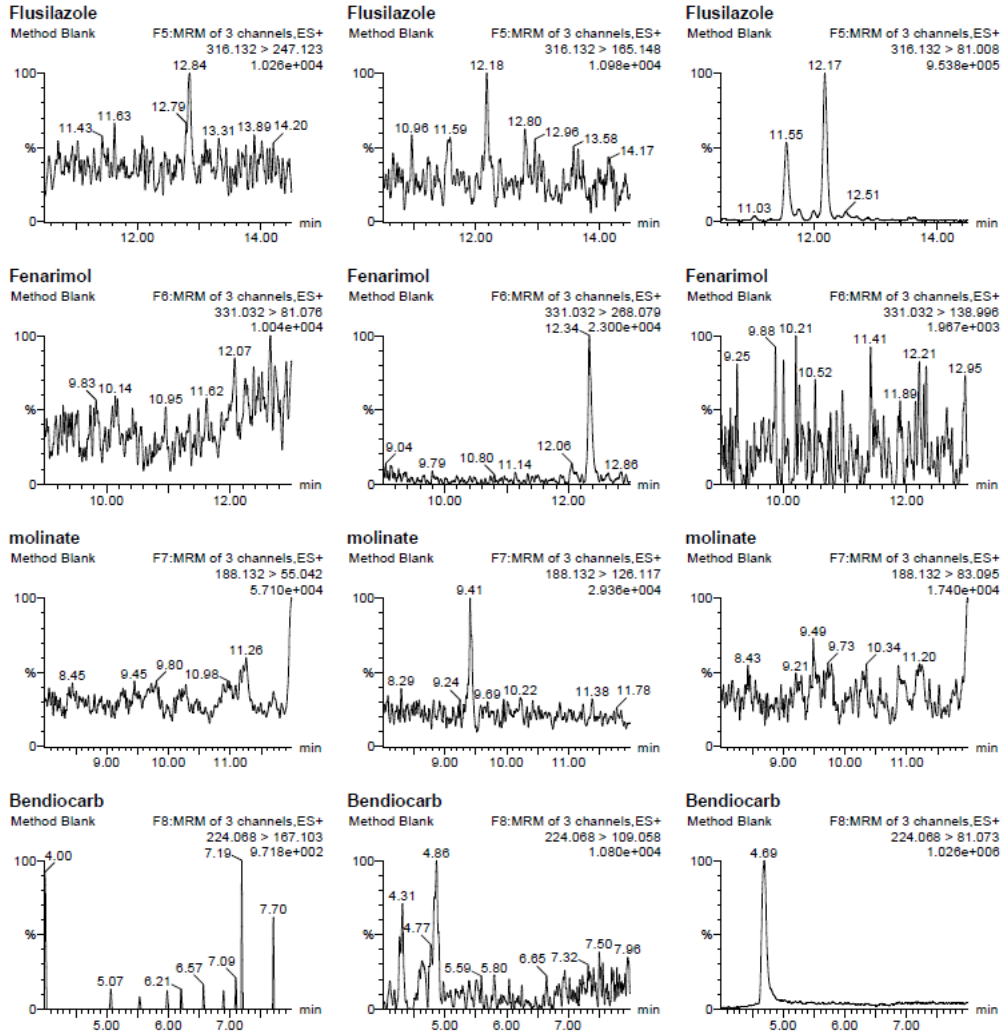 Flusilazole
Method Blank F5:MRM of 3 channels,ES+
316.132 > 247.123
1.026e+004
100
12.84
12.79
11.43
11.63
13.31
13.89
14.20
%
0
12.00
14.00
min
Flusilazole
Method Blank F5:MRM of 3 channels,ES+
316.132 > 165.148
1.098e+004
100
12.18
10.96
11.59
12.80
12.96
13.58
14.17
%
0
12.00
14.00
min
Flusilazole
Method Blank F5:MRM of 3 channels,ES+
316.132 > 81.008
9.538e+005
100
12.17
11.55
11.03
12.51
%
0
12.00
14.00
min
Fenarimol
Method Blank F6:MRM of 3 channels,ES+
331.032 > 81.076
1.004e+004
100
12.07
9.83
10.14
10.95
11.62
%
0
10.00
12.00
min
Fenarimol
Method Blank F6:MRM of 3 channels,ES+
331.032 > 268.079
12.34 2.300e+004
100
9.04
9.79
10.80
11.14
12.06
12.86
%
0
10.00
12.00
min
Fenarimol
Method Blank F6:MRM of 3 channels,ES+
331.032 > 138.996
1.967e+003
100
9.25
9.88
10.21
10.52
11.41
11.89
12.21
12.95
%
0
10.00
12.00
min
molinate
Method Blank F7:MRM of 3 channels,ES+
188.132 > 55.042
5.710e+004
100
8.45
9.45
9.80
10.98
11.26
%
0
9.00
10.00
11.00
min
molinate
Method Blank F7:MRM of 3 channels,ES+
188.132 > 126.117
2.936e+004
100
9.41
8.29
9.24
9.69
10.22
11.38
11.78
%
0
9.00
10.00
11.00
min
molinate
Method Blank F7:MRM of 3 channels,ES+
188.132 > 83.095
1.740e+004
100
8.43
9.21
9.49
9.73
10.34
11.20
%
0
9.00
10.00
11.00
min
Bendiocarb
Method Blank F8:MRM of 3 channels,ES+
224.068 > 167.103
9.718e+002
100
4.00
7.19
7.70
5.07
6.21
6.57
7.09
%
0
5.00
6.00
7.00
min
Bendiocarb
Method Blank F8:MRM of 3 channels,ES+
224.068 > 109.058
1.080e+004
100
4.86
4.31
4.77
5.59
5.80
6.65
7.32
7.50
7.96
%
0
4.00
5.00
6.00
7.00
min
Bendiocarb
Method Blank F8:MRM of 3 channels,ES+
224.068 > 81.073
1.026e+006
100
4.69
%
0
5.00
6.00
7.00
min